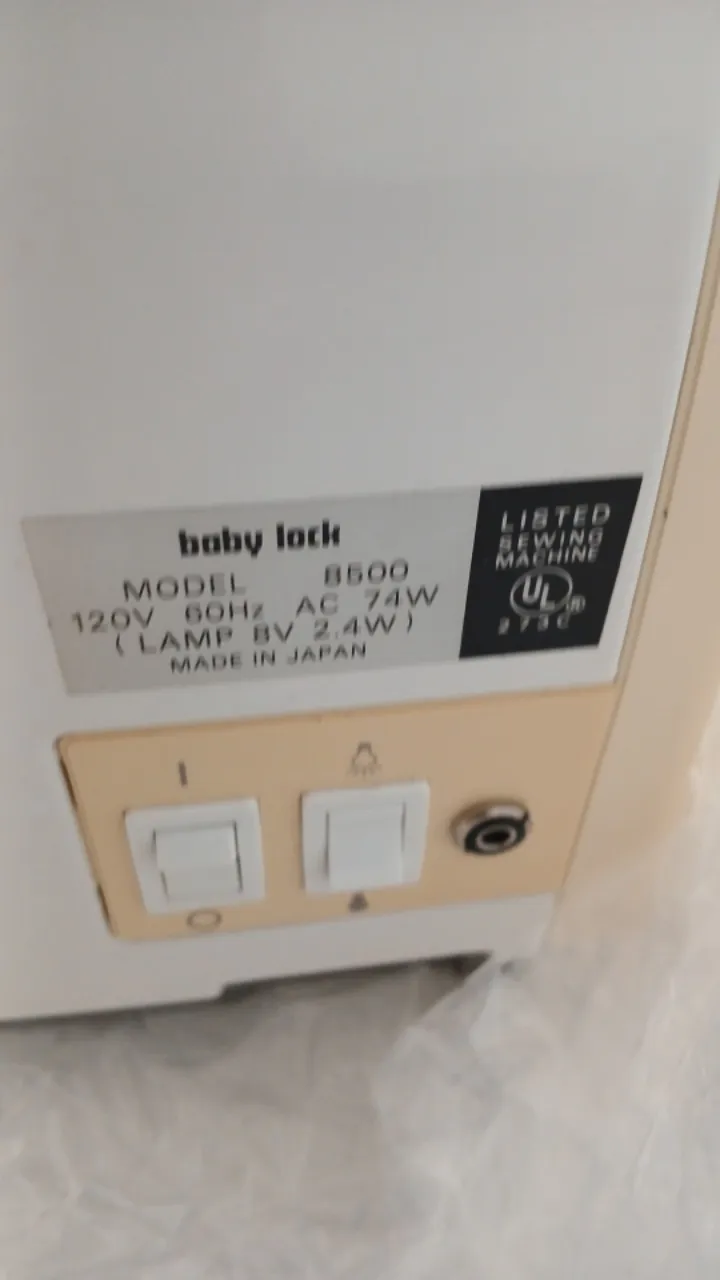 baby lock
MODEL 8500
120V 60Hz AC 74W
(LAMP 8V 2.4W)
MADE IN JAPAN
LISTED
SEWING
MACHINE
UL®
273C
I
O